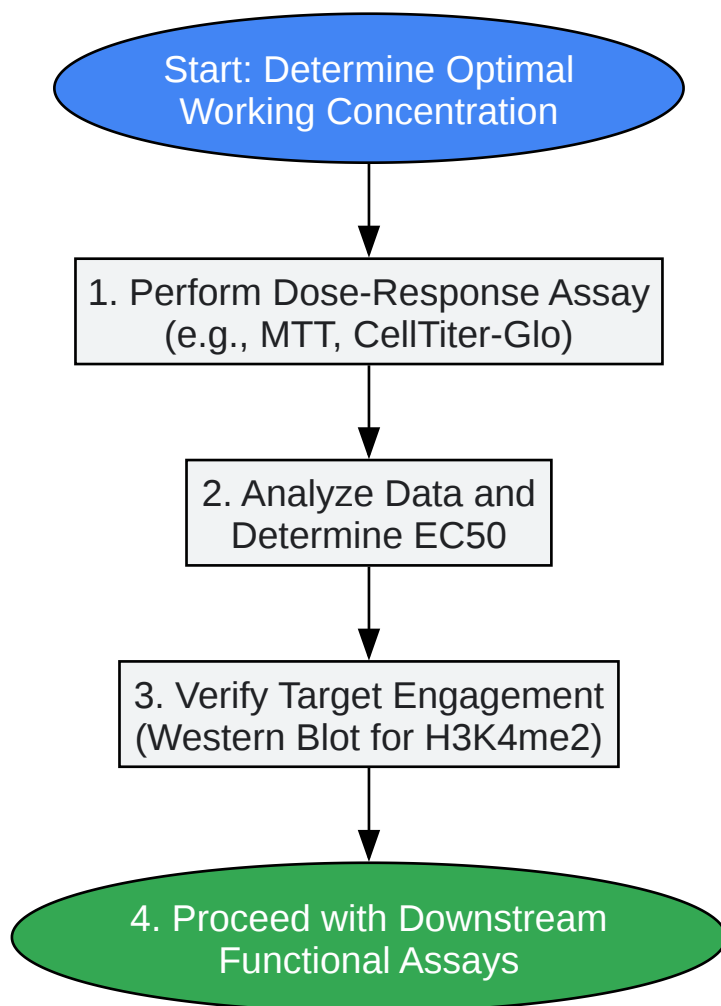 Start: Determine Optimal
Working Concentration
1. Perform Dose-Response Assay
(e.g., MTT, CellTiter-Glo)
2. Analyze Data and
Determine EC50
3. Verify Target Engagement
(Western Blot for H3K4me2)
4. Proceed with Downstream
Functional Assays